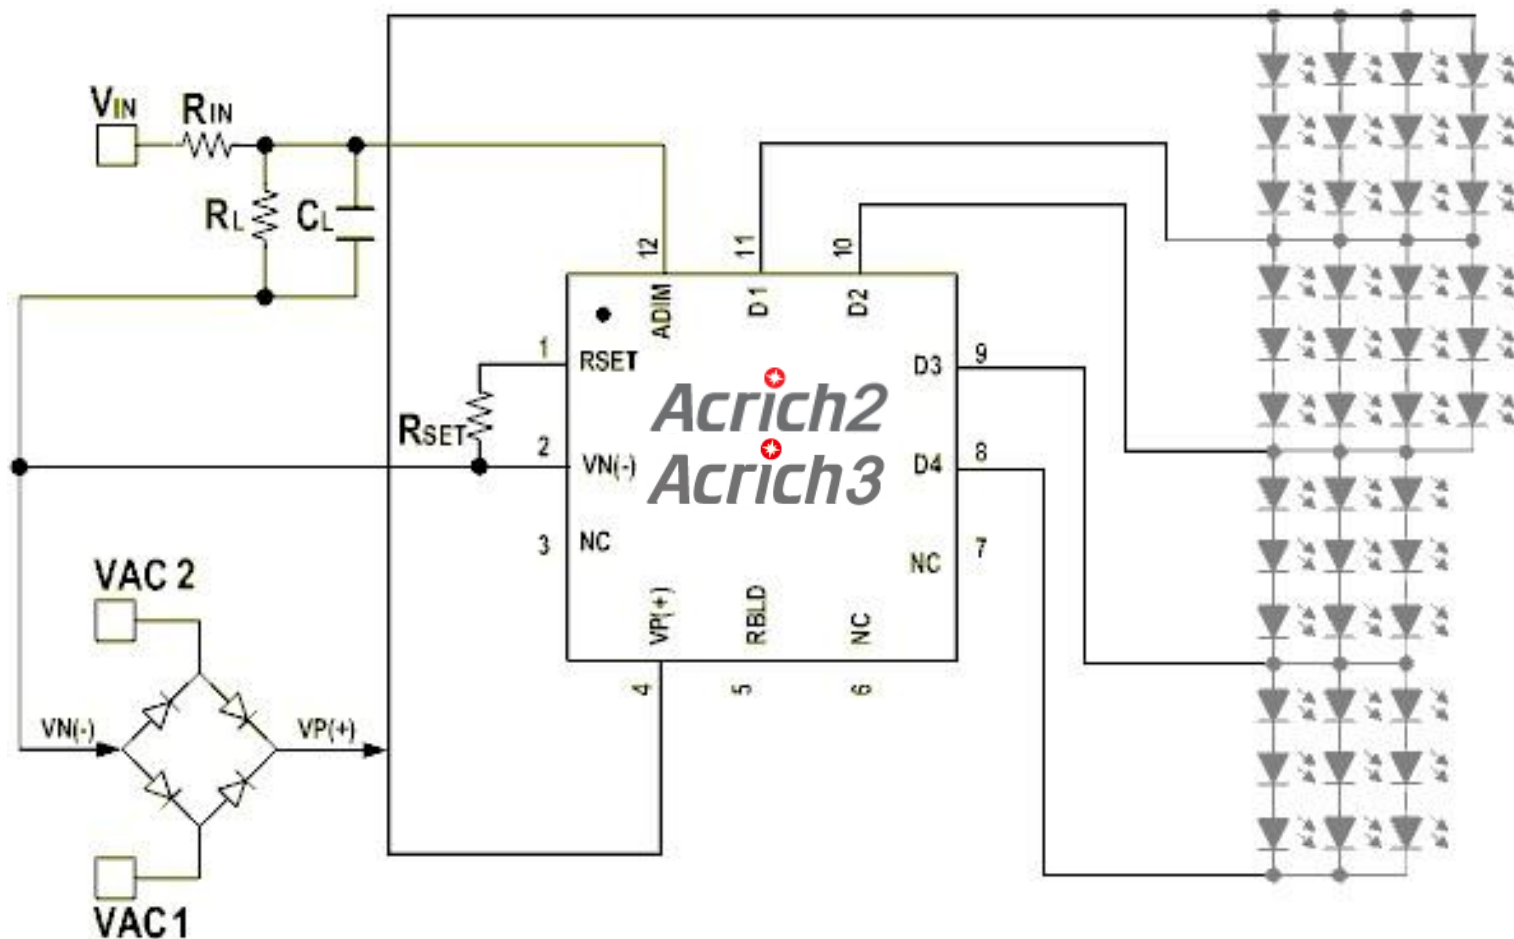 VIN
RIN
RL
CL
12
11
10
ADIM
D1
D2
1
RSET
D3
9
Acrich2
RSET
2
VN(-)
Acrich3
D4
8
3
NC
NC
7
VAC 2
VP(+)
RBLD
NC
4
5
6
VN(-)
VP(+)
VAC1